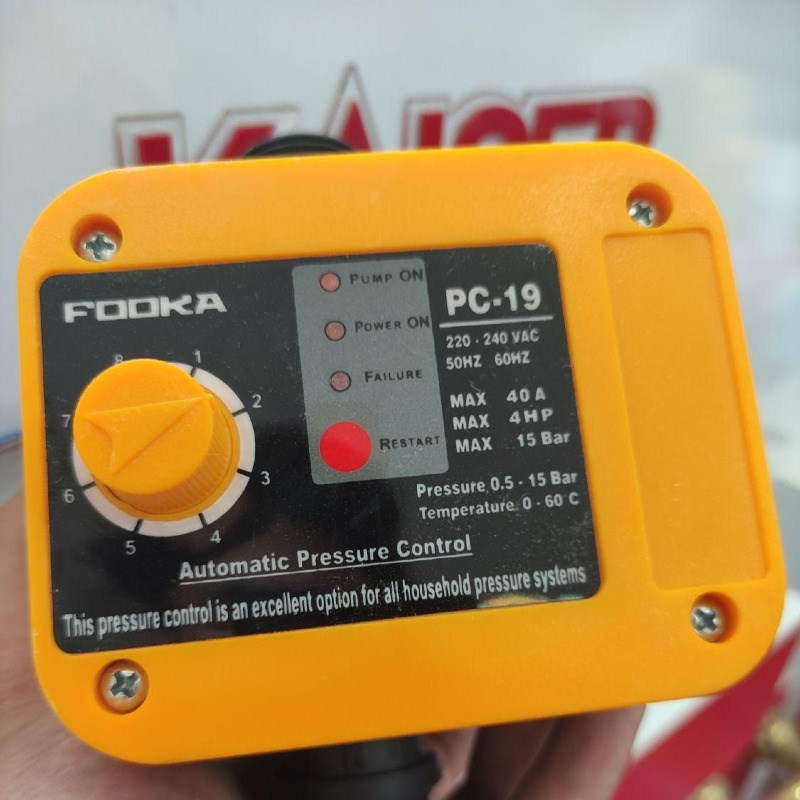 KAISER
FOOKA
8
1
2
3
4
5
6
7
PUMP ON
POWER ON
FAILURE
RESTART
PC-19
220 - 240 VAC
50HZ 60HZ
MAX 40 A
MAX 4HP
MAX 15 Bar
Pressure 0.5 - 15 Bar
Temperature 0 - 60°C
Automatic Pressure Control
This pressure control is an excellent option for all household pressure systems